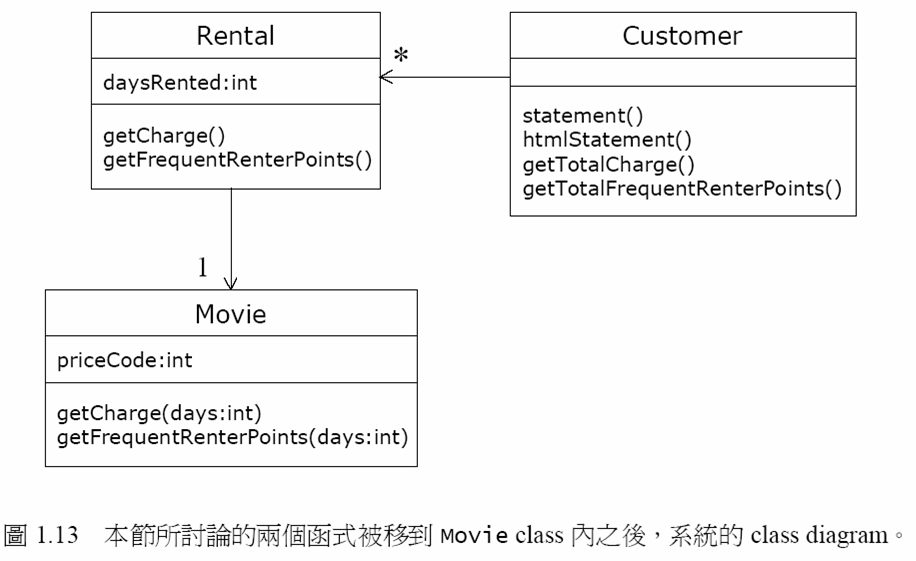 Rental
daysRented:int
getCharge()
getFrequentRenterPoints()
*
Customer
statement()
htmlStatement()
getTotalCharge()
getTotalFrequentRenterPoints()
1
Movie
priceCode:int
getCharge(days:int)
getFrequentRenterPoints(days:int)
圖 1.13 本節所討論的兩個函式被移到 Movie class 內之後，系統的 class diagram。